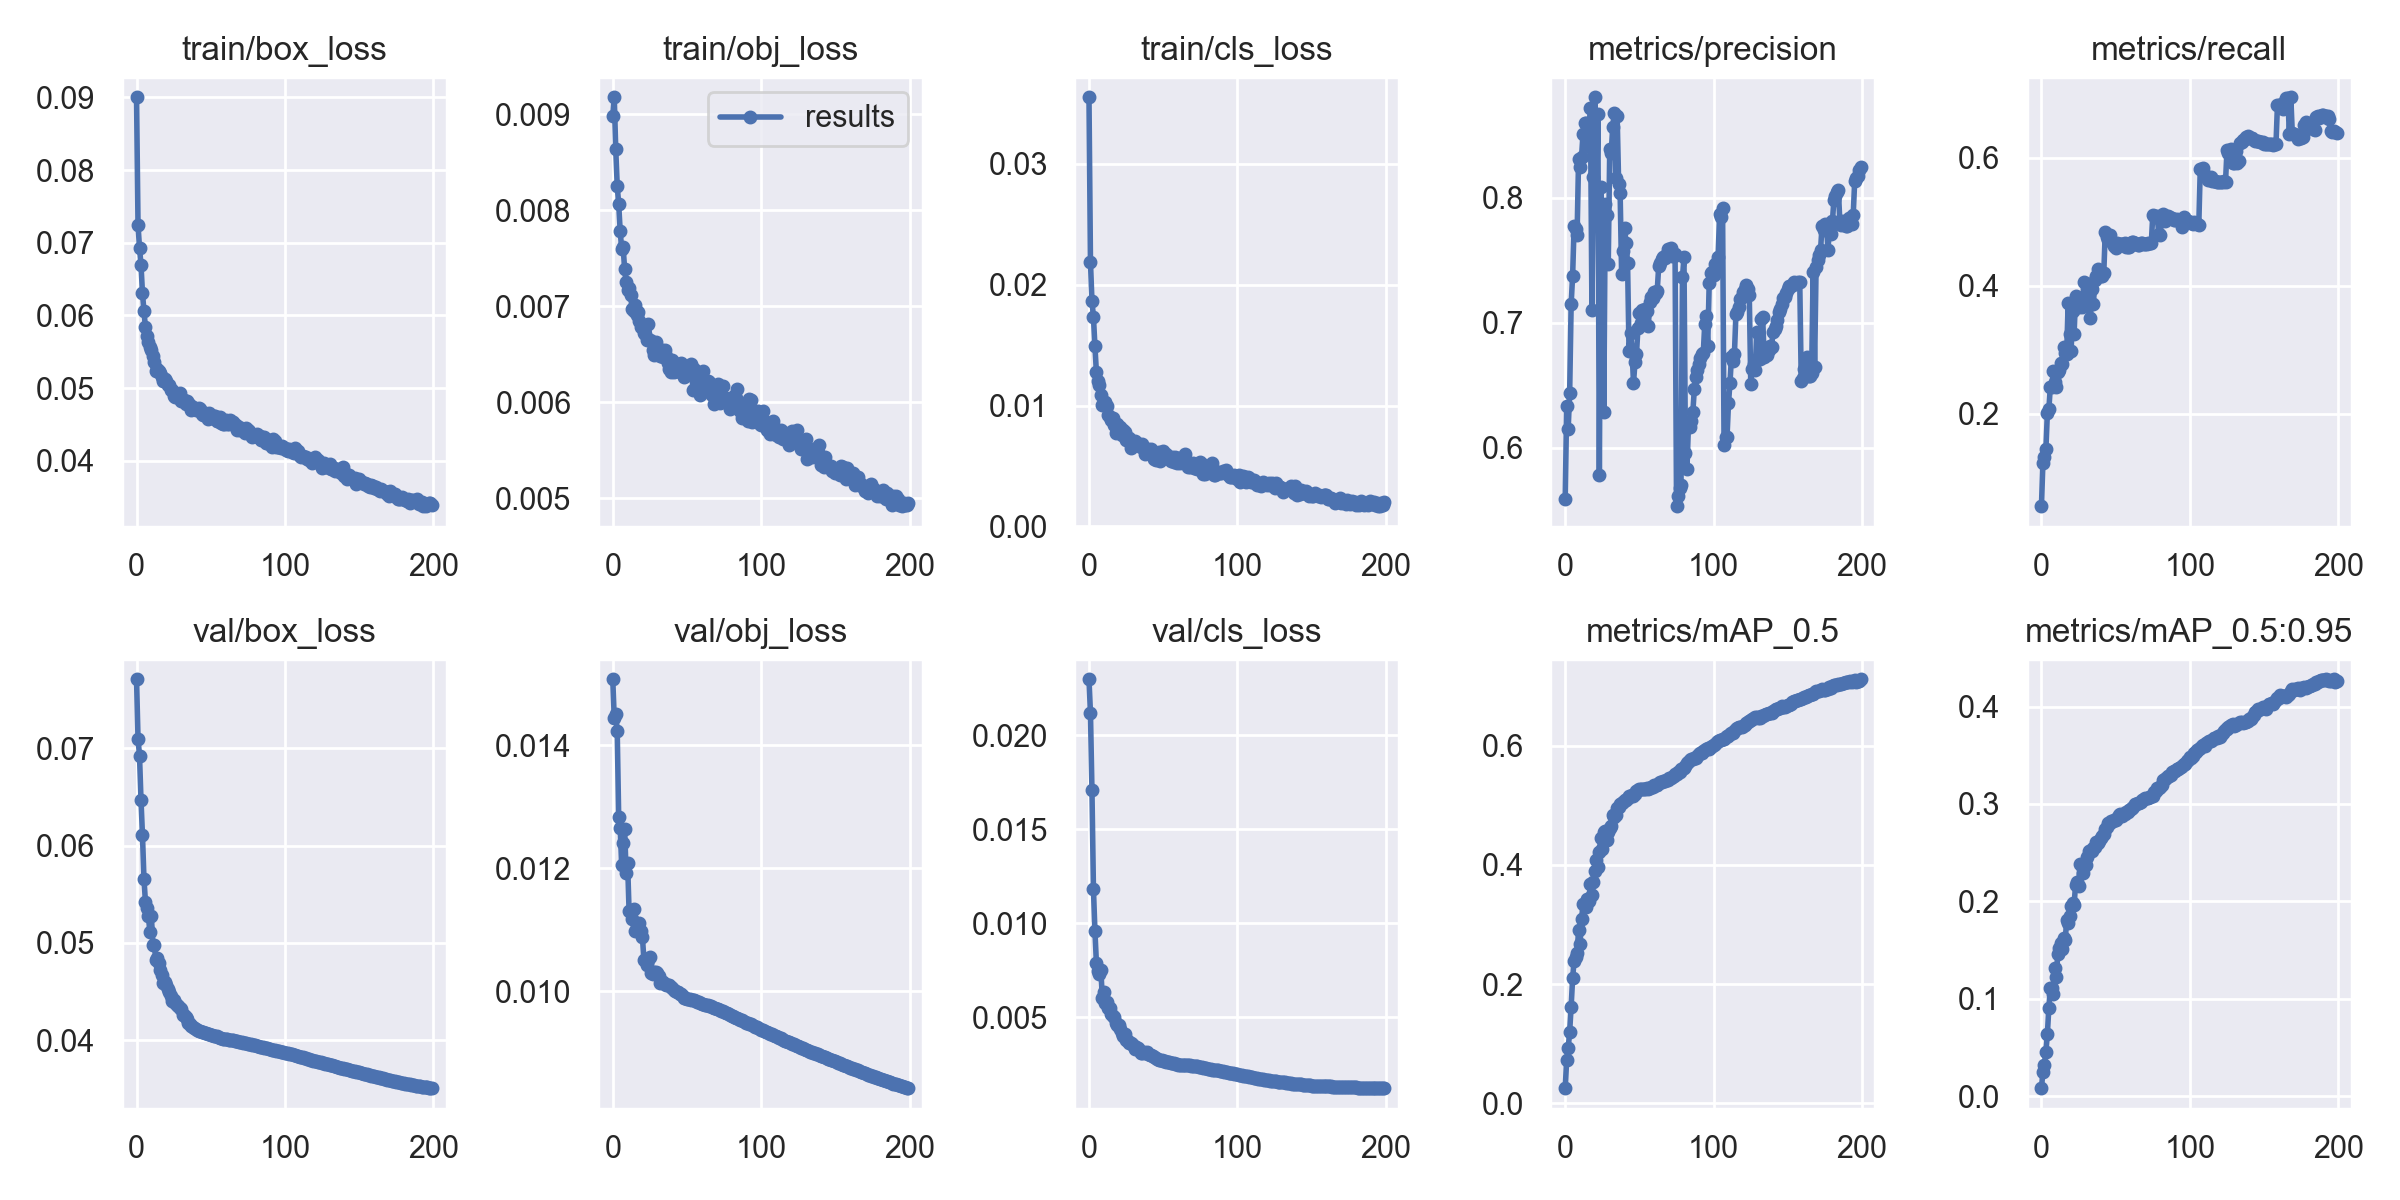 train/box_loss
0.09
0.08
0.07
0.06
0.05
0.04
0 100 200
train/obj_loss
results
0.009
0.008
0.007
0.006
0.005
0 100 200
train/cls_loss
0.03
0.02
0.01
0.00
0 100 200
metrics/precision
0.8
0.7
0.6
0 100 200
metrics/recall
0.6
0.4
0.2
0 100 200
val/box_loss
0.07
0.06
0.05
0.04
0 100 200
val/obj_loss
0.014
0.012
0.010
0 100 200
val/cls_loss
0.020
0.015
0.010
0.005
0 100 200
metrics/mAP_0.5
0.6
0.4
0.2
0.0
0 100 200
metrics/mAP_0.5:0.95
0.4
0.3
0.2
0.1
0.0
0 100 200